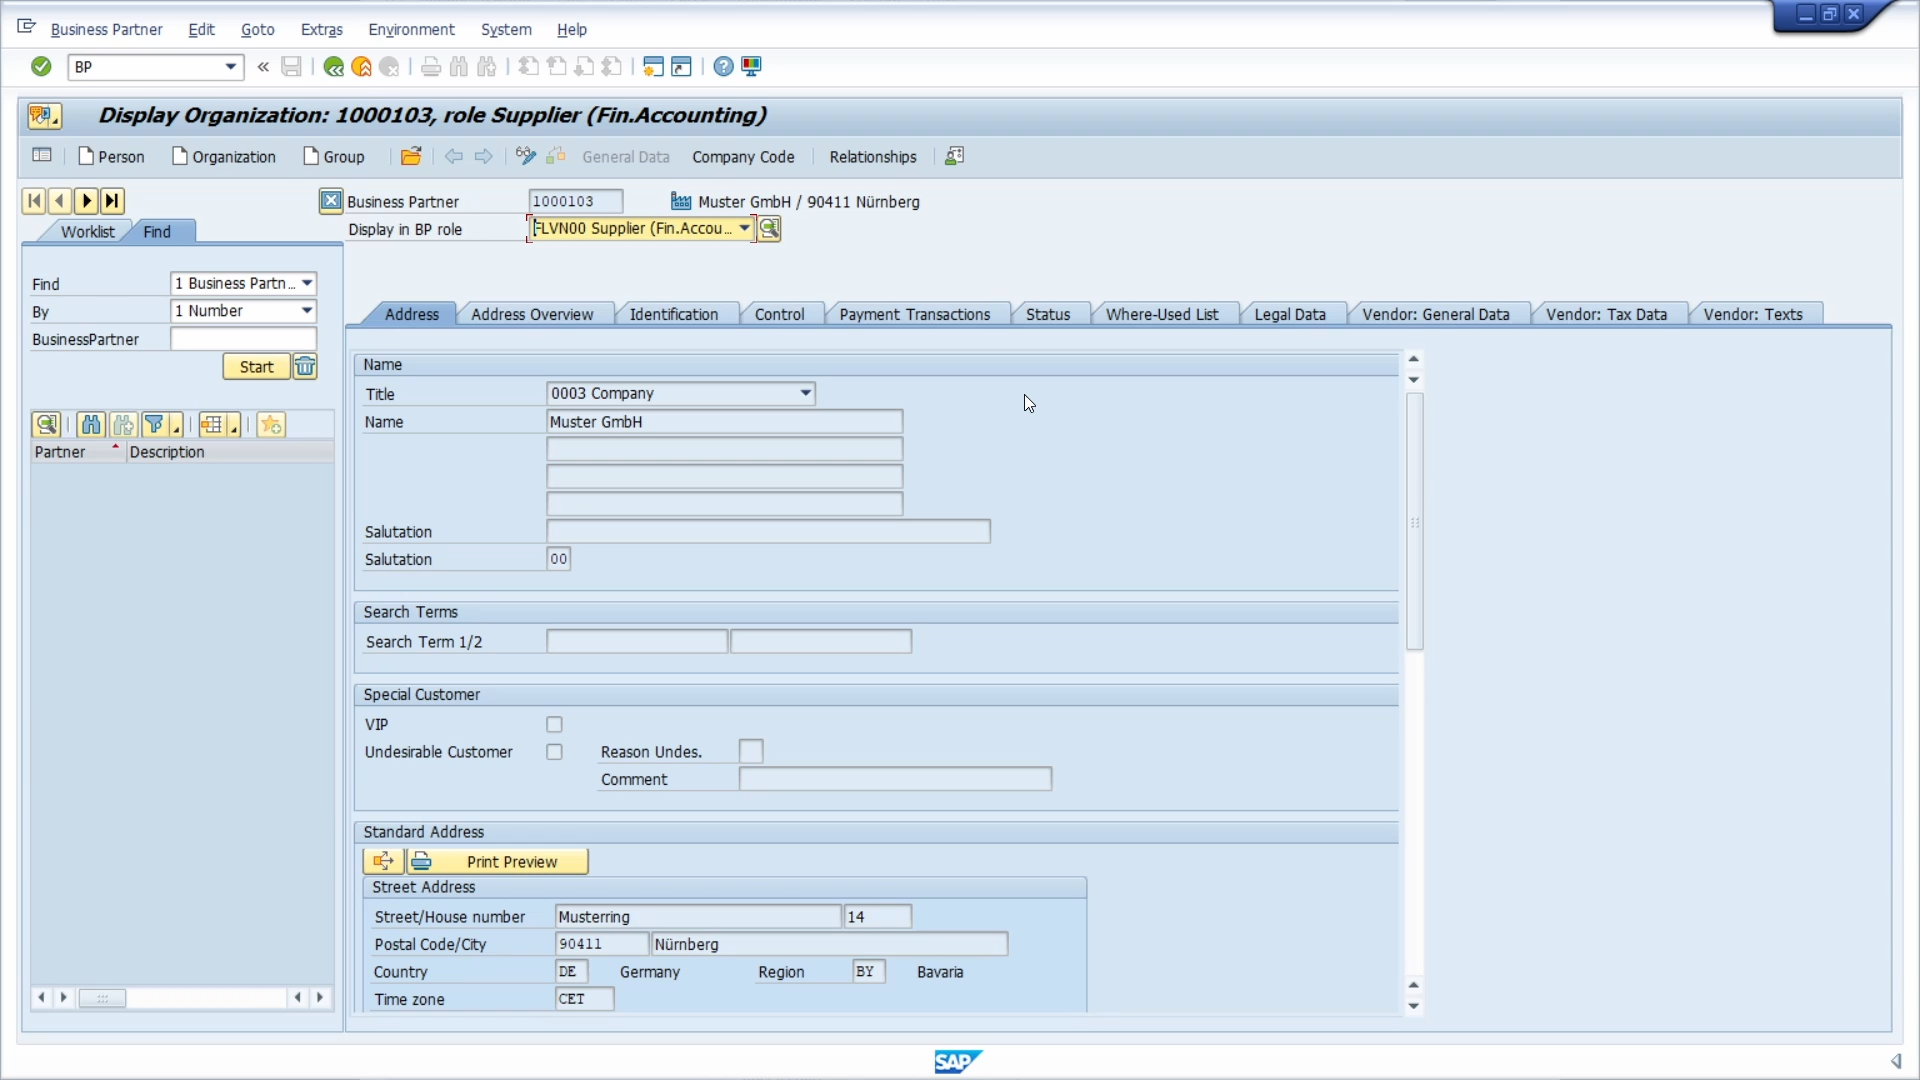 Business Partner Edit Goto Extras Environment System Help
BP
Display Organization: 1000103, role Supplier (Fin.Accounting)
Person Organization Group General Data Company Code Relationships
Business Partner 1000103 Muster GmbH / 90411 Nürnberg
Display in BP role FLVN00 Supplier (Fin.Accou...
Worklist Find
Find 1 Business Partn...
By 1 Number
BusinessPartner
Start
Partner Description
Address Address Overview Identification Control Payment Transactions Status Where-Used List Legal Data Vendor: General Data Vendor: Tax Data Vendor: Texts
Name
Title 0003 Company
Name Muster GmbH
Salutation
Salutation 00
Search Terms
Search Term 1/2
Special Customer
VIP
Undesirable Customer Reason Undes.
Comment
Standard Address
Print Preview
Street Address
Street/House number Musterring 14
Postal Code/City 90411 Nürnberg
Country DE Germany Region BY Bavaria
Time zone CET
SAP